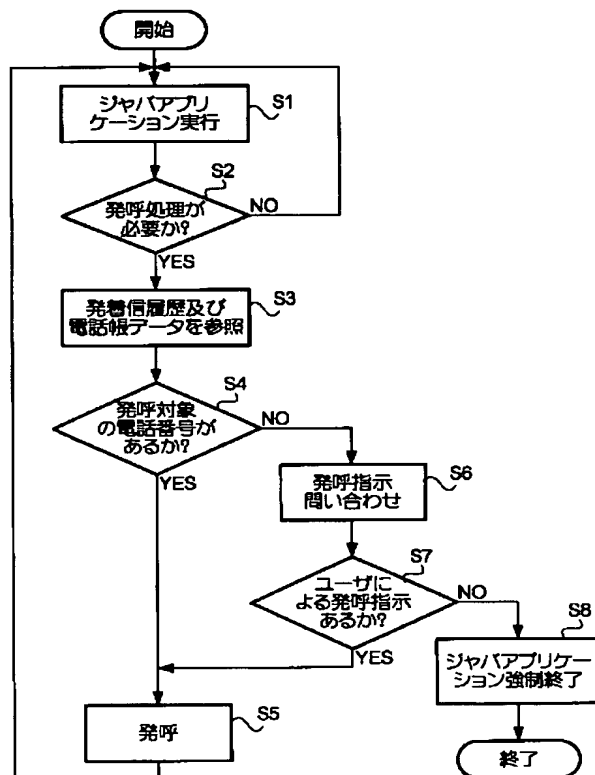 開始
ジャバアプリ
ケーション実行
S1
S2
発呼処理が
必要か?
NO
YES
発着信履歴及び
電話帳データを参照
S3
S4
発呼対象
の電話番号が
あるか?
NO
YES
発呼指示
問い合わせ
S6
S7
ユーザに
よる発呼指示
あるか?
NO
YES
S8
ジャバアプリケー
ション強制終了
発呼
S5
終了